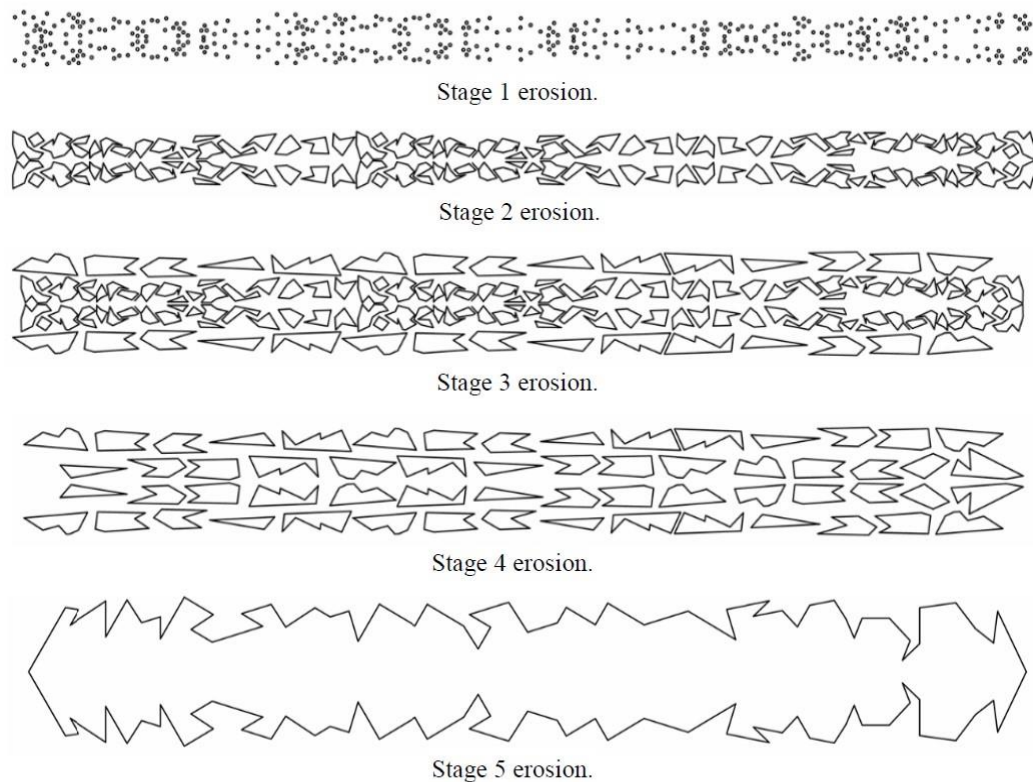 Stage 1 erosion.
Stage 2 erosion.
Stage 3 erosion.
Stage 4 erosion.
Stage 5 erosion.